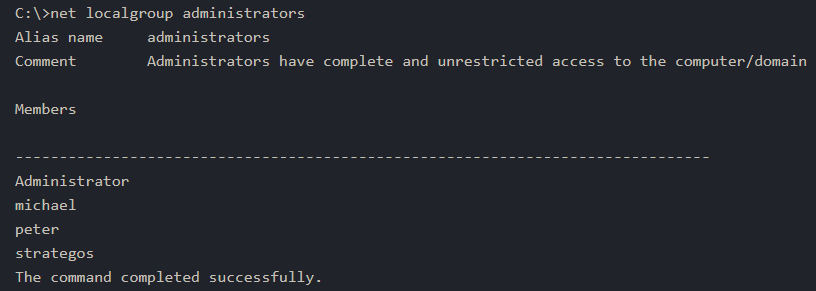 C:\>net localgroup administrators
Alias name     administrators
Comment        Administrators have complete and unrestricted access to the computer/domain
Members
-------------------------------------------------------------------------------
Administrator
michael
peter
strategos
The command completed successfully.